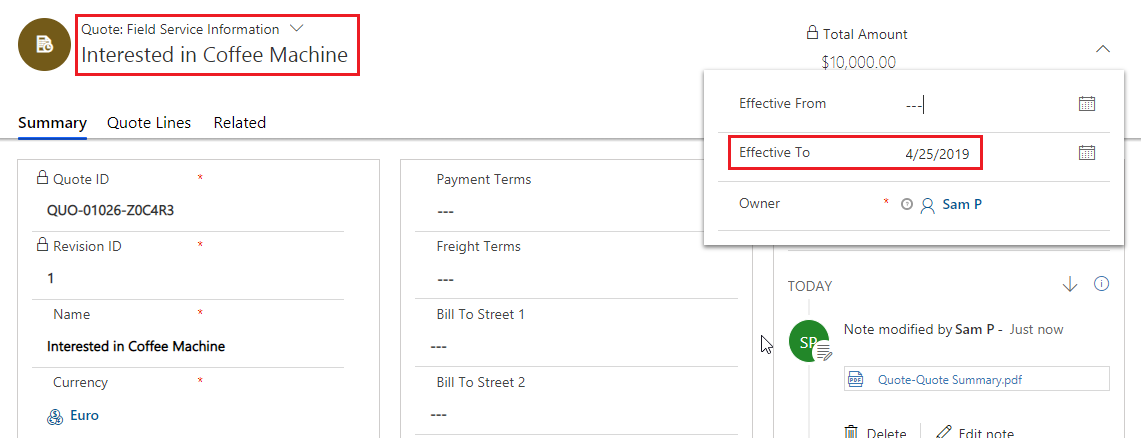 Quote: Field Service Information
Interested in Coffee Machine
Total Amount
$10,000.00
Summary Quote Lines Related
Effective From ---
Effective To 4/25/2019
Owner * Sam P
Quote ID *
QUO-01026-Z0C4R3
Revision ID *
1
Name *
Interested in Coffee Machine
Currency *
Euro
Payment Terms
---
Freight Terms
---
Bill To Street 1
---
Bill To Street 2
---
TODAY
SP
Note modified by Sam P - Just now
PDF Quote-Quote Summary.pdf
Delete Edit note